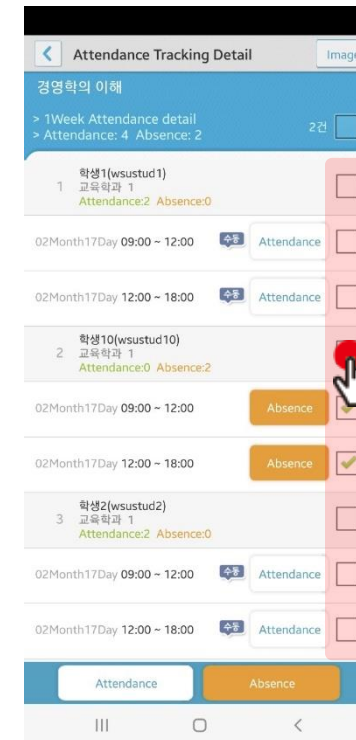 Attendance Tracking Detail
Image
경영학의 이해
> 1Week Attendance detail
> Attendance: 4 Absence: 2
2건
학생1(wsustud1)
1 교육학과 1
Attendance:2 Absence:0
02Month17Day 09:00 ~ 12:00 수동 Attendance
02Month17Day 12:00 ~ 18:00 수동 Attendance
학생10(wsustud10)
2 교육학과 1
Attendance:0 Absence:2
02Month17Day 09:00 ~ 12:00 Absence
02Month17Day 12:00 ~ 18:00 Absence
학생2(wsustud2)
3 교육학과 1
Attendance:2 Absence:0
02Month17Day 09:00 ~ 12:00 수동 Attendance
02Month17Day 12:00 ~ 18:00 수동 Attendance
Attendance Absence